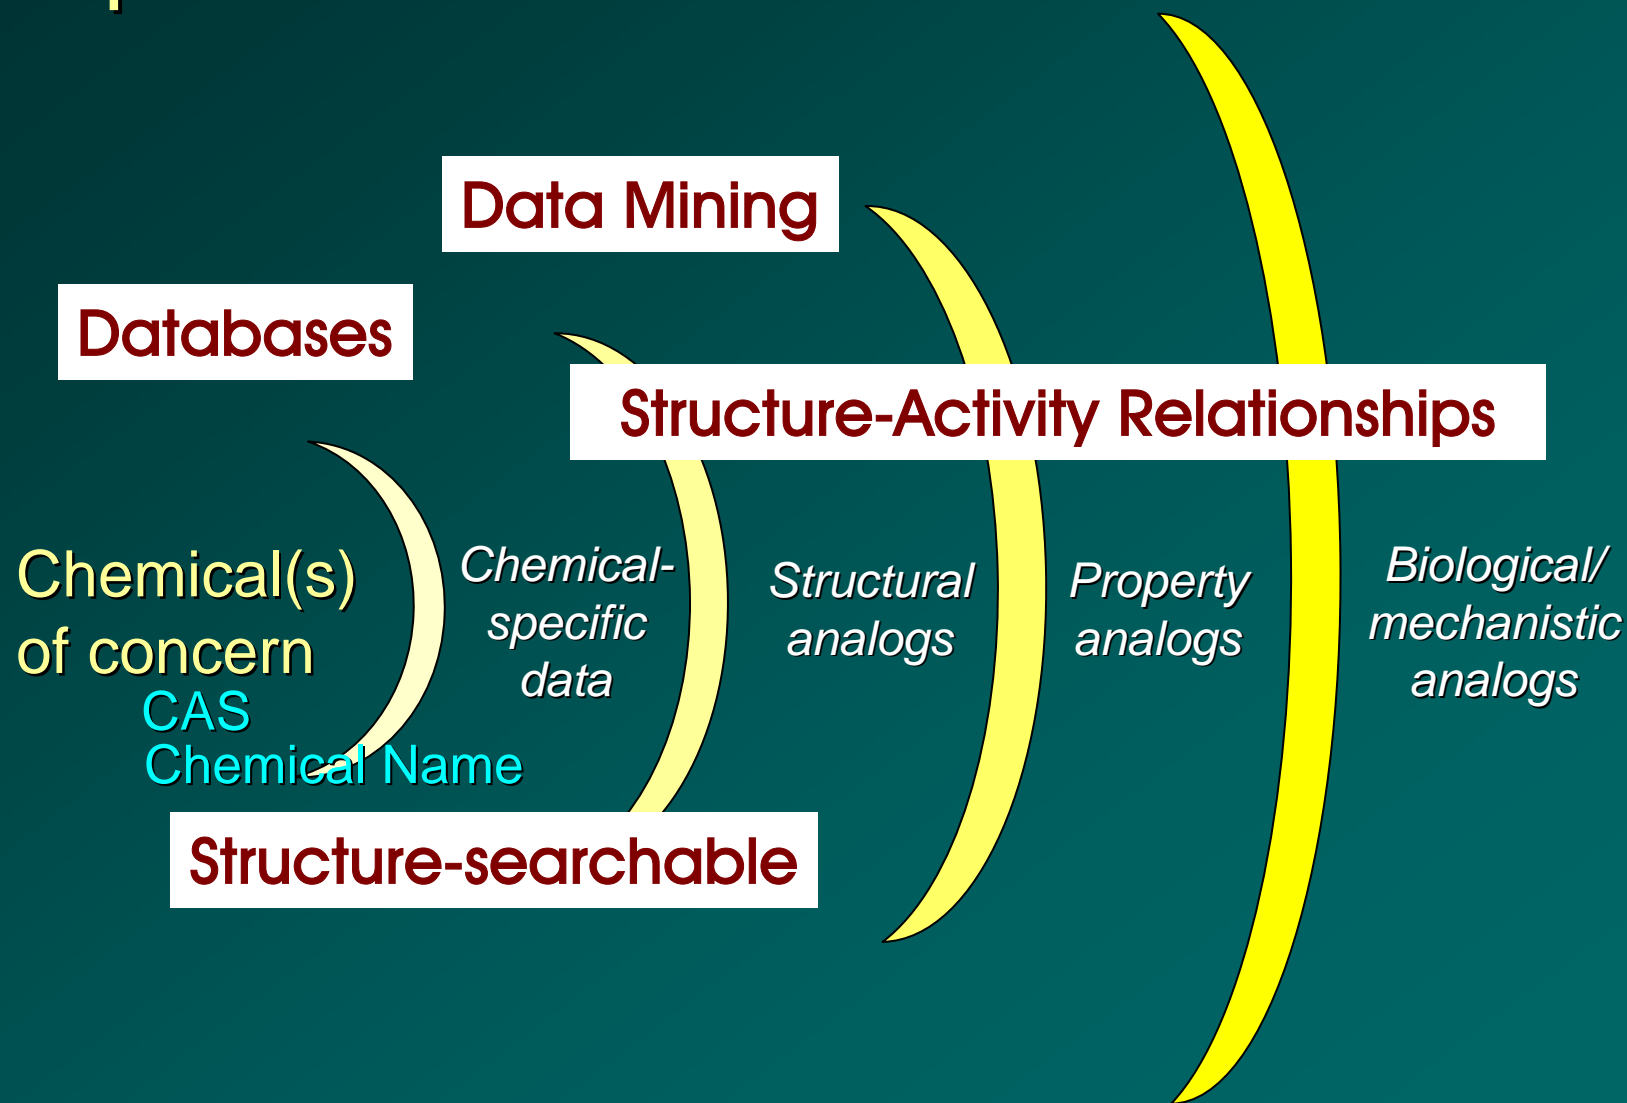 Data Mining
Databases
Structure-Activity Relationships
Chemical(s)
of concern
CAS
Chemical Name
Chemical-
specific
data
Structural
analogs
Property
analogs
Biological/
mechanistic
analogs
Structure-searchable